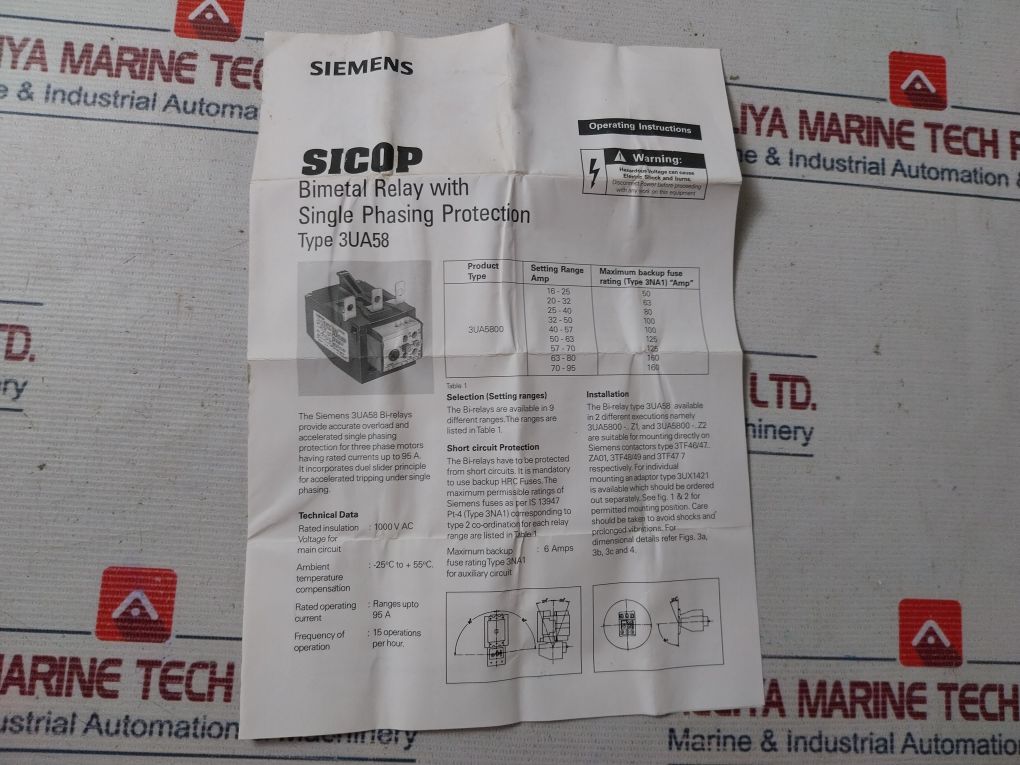 SIEMENS
Operating Instructions
Warning:
Hazardous Voltage can cause
Electric Shock and burns.
Disconnect Power before proceeding
with any work on this equipment
SICOP
Bimetal Relay with
Single Phasing Protection
Type 3UA58
Product Type
Setting Range Amp
Maximum backup fuse rating (Type 3NA1) "Amp"
3UA5800
16 - 25 50
20 - 32 63
25 - 40 80
32 - 50 100
40 - 57 100
50 - 63 125
57 - 70 125
63 - 80 160
70 - 95 160
Table 1
The Siemens 3UA58 Bi-relays
provide accurate overload and
accelerated single phasing
protection for three phase motors
having rated currents up to 95 A.
It incorporates duel slider principle
for accelerated tripping under single
phasing.
Technical Data
Rated insulation : 1000 V AC
Voltage for
main circuit
Ambient : -25°C to + 55°C.
temperature
compensation
Rated operating : Ranges upto
current 95 A
Frequency of : 15 operations
operation per hour.
Selection (Setting ranges)
The Bi-relays are available in 9
different ranges. The ranges are
listed in Table 1.
Short circuit Protection
The Bi-relays have to be protected
from short circuits. It is mandatory
to use backup HRC Fuses. The
maximum permissible ratings of
Siemens fuses as per IS 13947
Pt-4 (Type 3NA1) corresponding to
type 2 co-ordination for each relay
range are listed in Table 1
Maximum backup : 6 Amps
fuse rating Type 3NA1
for auxiliary circuit
Installation
The Bi-relay type 3UA58 available
in 2 different executions namely
3UA5800 -.. Z1, and 3UA5800 -..Z2
are suitable for mounting directly on
Siemens contactors type 3TF46/47..
ZA01, 3TF48/49 and 3TF47 7
respectively. For individual
mounting an adaptor type 3UX1421
is available which should be ordered
out separately. See fig. 1 & 2 for
permitted mounting position. Care
should be taken to avoid shocks and
prolonged vibrations. For
dimensional details refer Figs. 3a,
3b, 3c and 4.
IYA MARINE TEC
e & Industrial Automa
LIYA MARINE TECH P
ne & Industrial Automation &
TD.
ry
LTD.
hinery
ARINE TECH
ustrial Automation
Machinery
LIYA MARINE TECH
Marine & Industrial Automatio